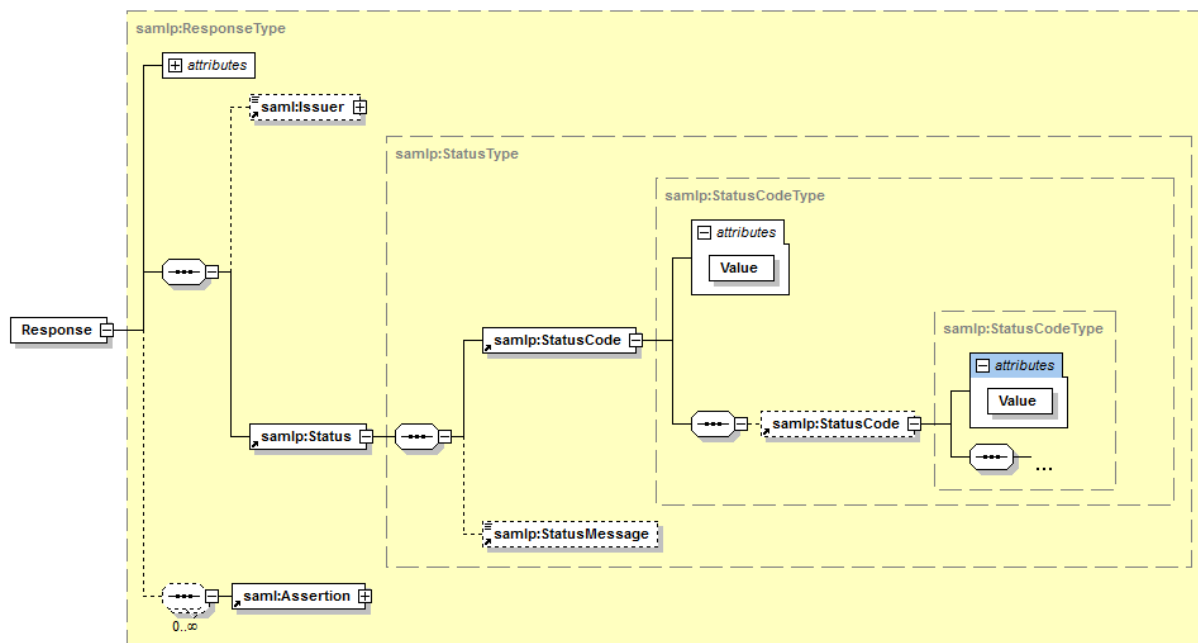 samlp:ResponseType
attributes
saml:Issuer
samlp:StatusType
samlp:StatusCodeType
attributes
Value
Response
samlp:StatusCode
samlp:StatusCodeType
attributes
Value
samlp:StatusCode
samlp:Status
...
samlp:StatusMessage
saml:Assertion
0..∞